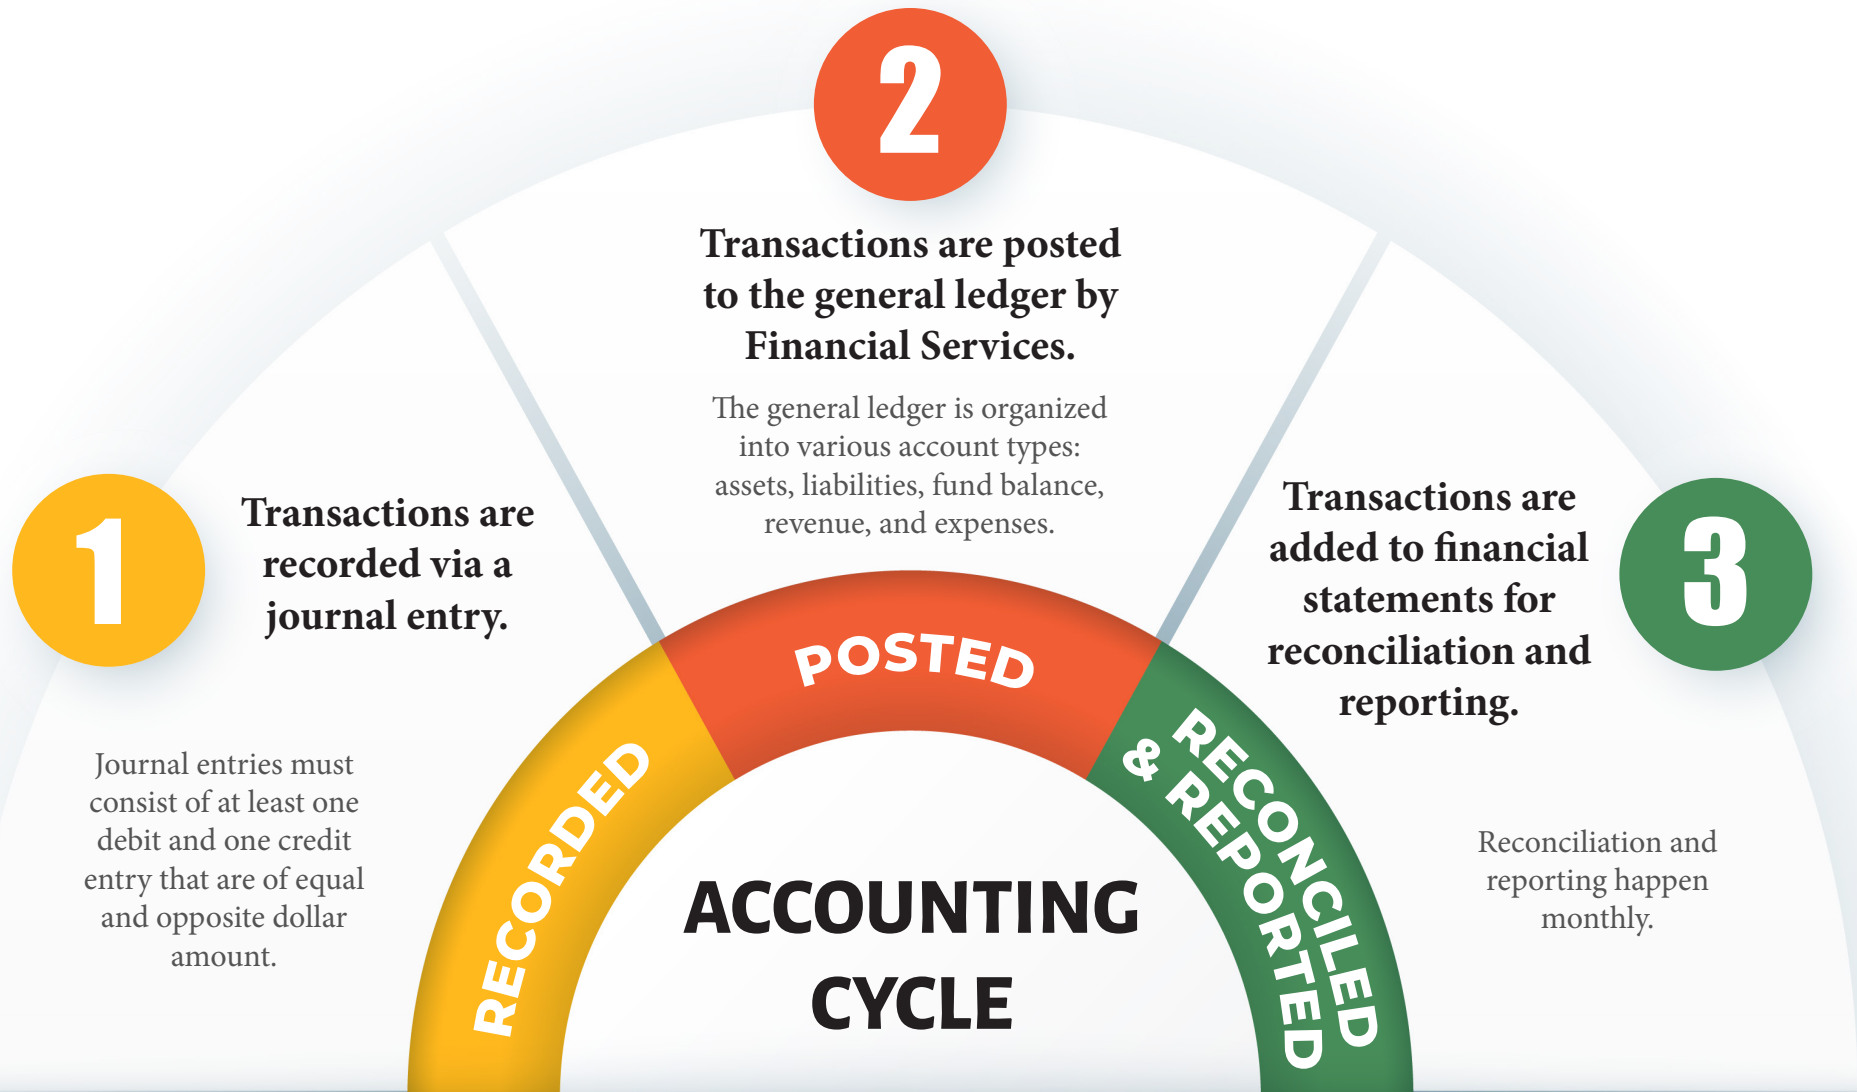 1
Transactions are
recorded via a
journal entry.
Journal entries must
consist of at least one
debit and one credit
entry that are of equal
and opposite dollar
amount.
RECORDED
2
Transactions are posted
to the general ledger by
Financial Services.
The general ledger is organized
into various account types:
assets, liabilities, fund balance,
revenue, and expenses.
POSTED
3
Transactions are
added to financial
statements for
reconciliation and
reporting.
Reconciliation and
reporting happen
monthly.
RECONCILED
& REPORTED
ACCOUNTING
CYCLE